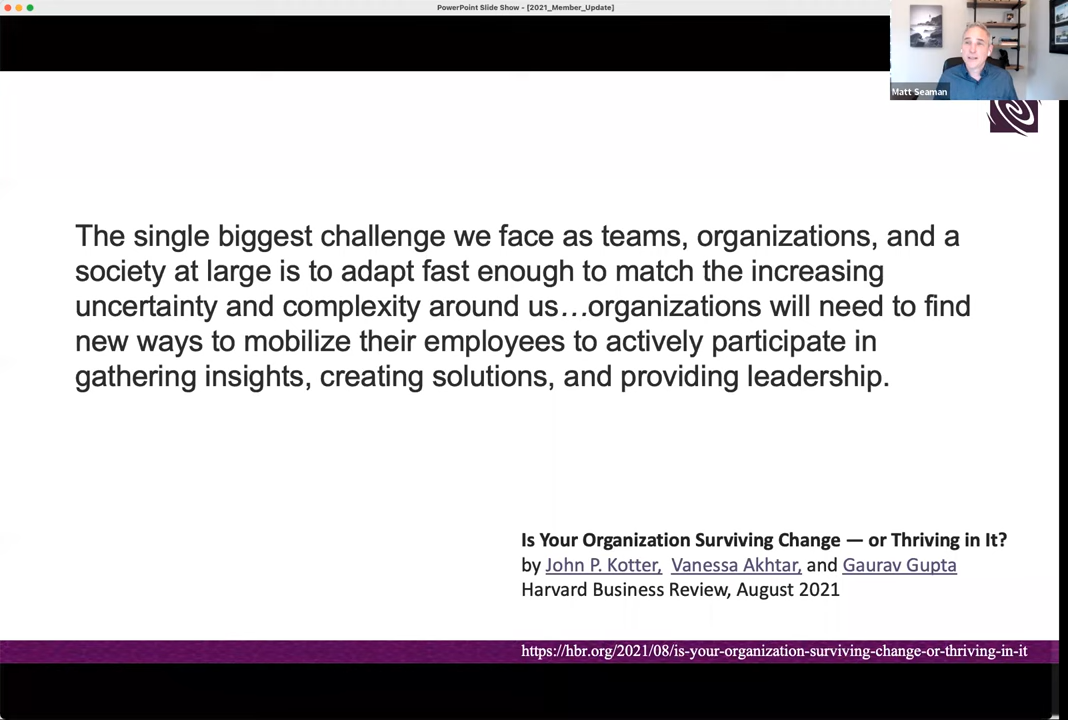 PowerPoint Slide Show - [2021_Member_Update]
Matt Seaman
The single biggest challenge we face as teams, organizations, and a
society at large is to adapt fast enough to match the increasing
uncertainty and complexity around us…organizations will need to find
new ways to mobilize their employees to actively participate in
gathering insights, creating solutions, and providing leadership.
Is Your Organization Surviving Change — or Thriving in It?
by John P. Kotter, Vanessa Akhtar, and Gaurav Gupta
Harvard Business Review, August 2021
https://hbr.org/2021/08/is-your-organization-surviving-change-or-thriving-in-it